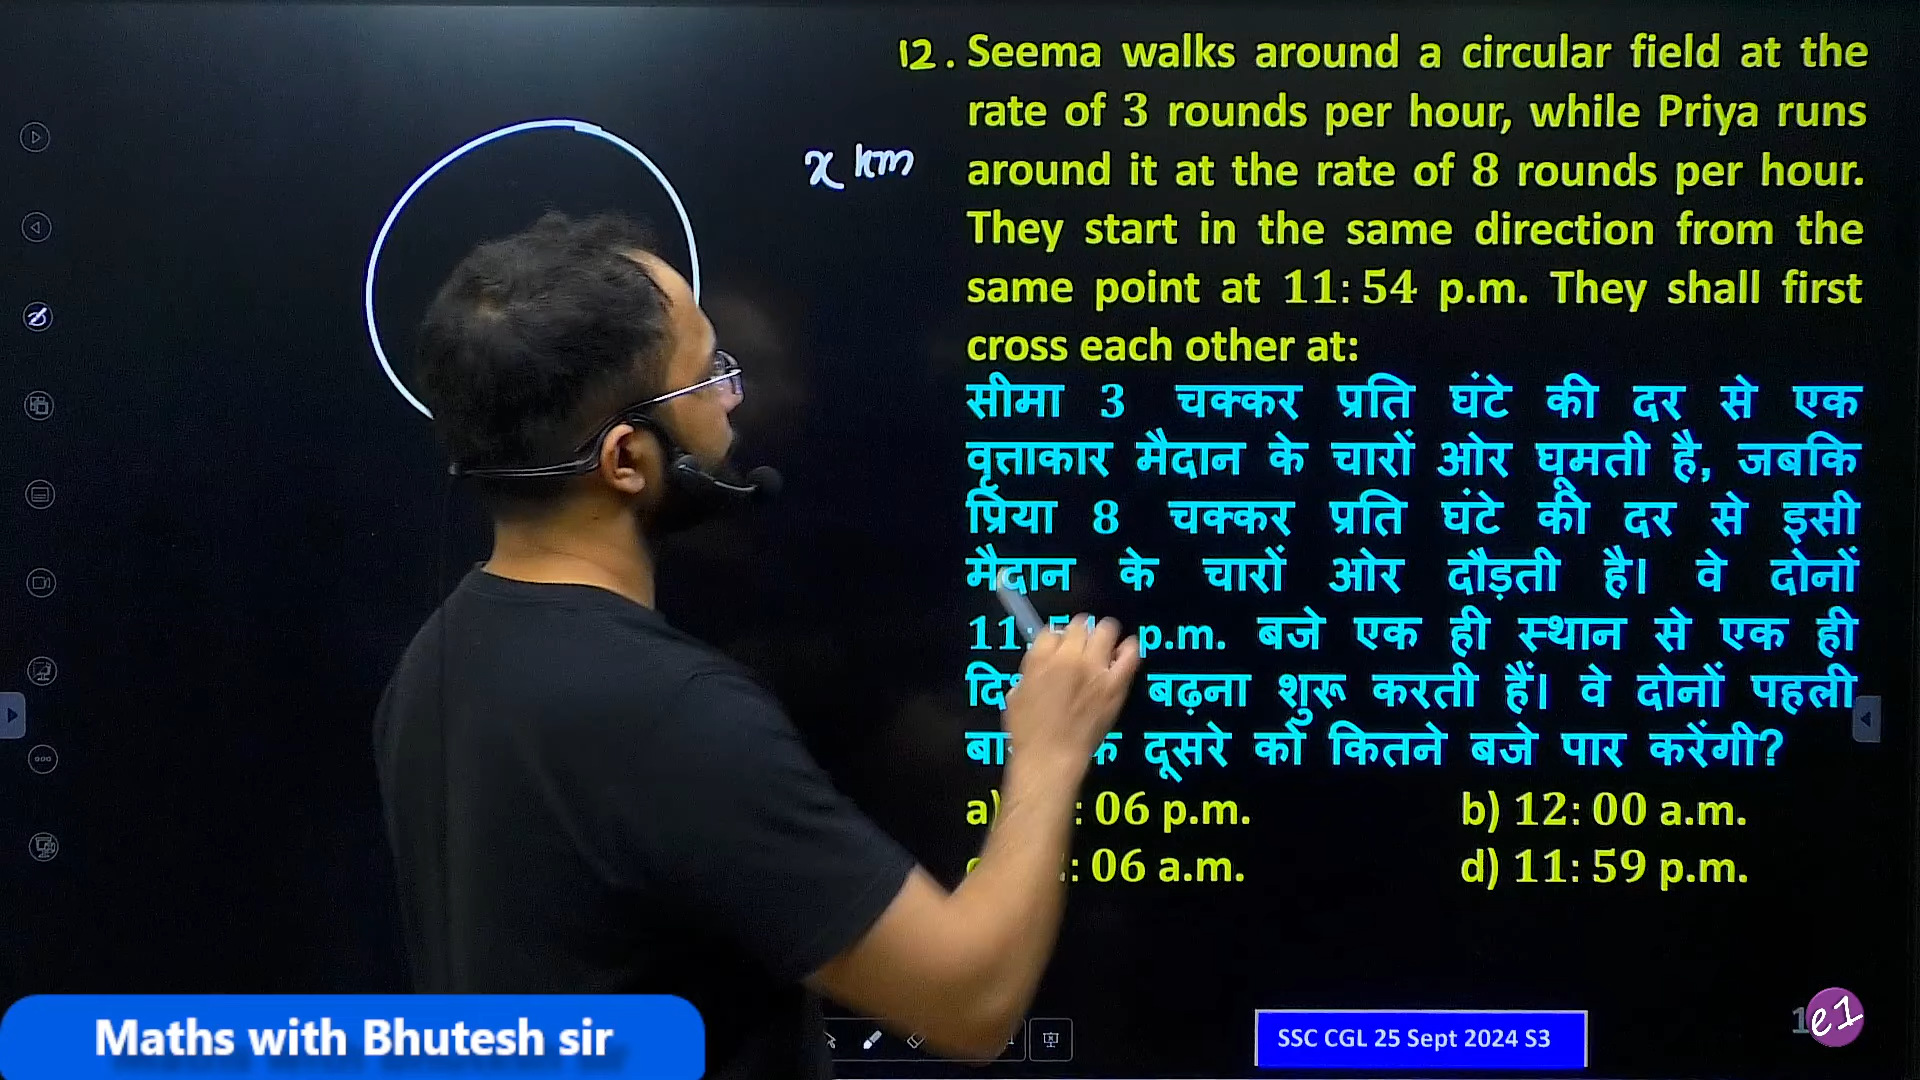 12. Seema walks around a circular field at the
rate of 3 rounds per hour, while Priya runs
x km
around it at the rate of 8 rounds per hour.
They start in the same direction from the
same point at 11: 54 p.m. They shall first
cross each other at:
सीमा 3 चक्कर प्रति घंटे की दर से एक
वृत्ताकार मैदान के चारों ओर घूमती है, जबकि
प्रिया 8 चक्कर प्रति घंटे की दर से इसी
मैदान के चारों ओर दौड़ती है। वे दोनों
p.m. बजे एक ही स्थान से एक ही
बढ़ना शुरू करती हैं। वे दोनों पहली
दूसरे को कितने बजे पार करेंगी?
a) : 06 p.m.
b) 12: 00 a.m.
: 06 a.m.
d) 11: 59 p.m.
Maths with Bhutesh sir
SSC CGL 25 Sept 2024 S3
e1